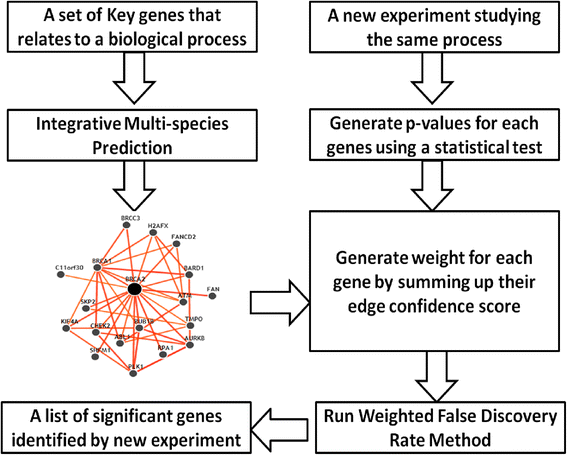 A set of Key genes that
relates to a biological process
A new experiment studying
the same process
Integrative Multi-species
Prediction
Generate p-values for each
genes using a statistical test
BRCC3
H2AFX
FANCD2
BRCA1
BARD1
C11orf30
BRCA2
FAN
ATM
SKP2
TMPO
KIF4A
CHEK2
AURKB
RPA1
SHFM1
PLK1
Generate weight for each
gene by summing up their
edge confidence score
A list of significant genes
identified by new experiment
Run Weighted False Discovery
Rate Method